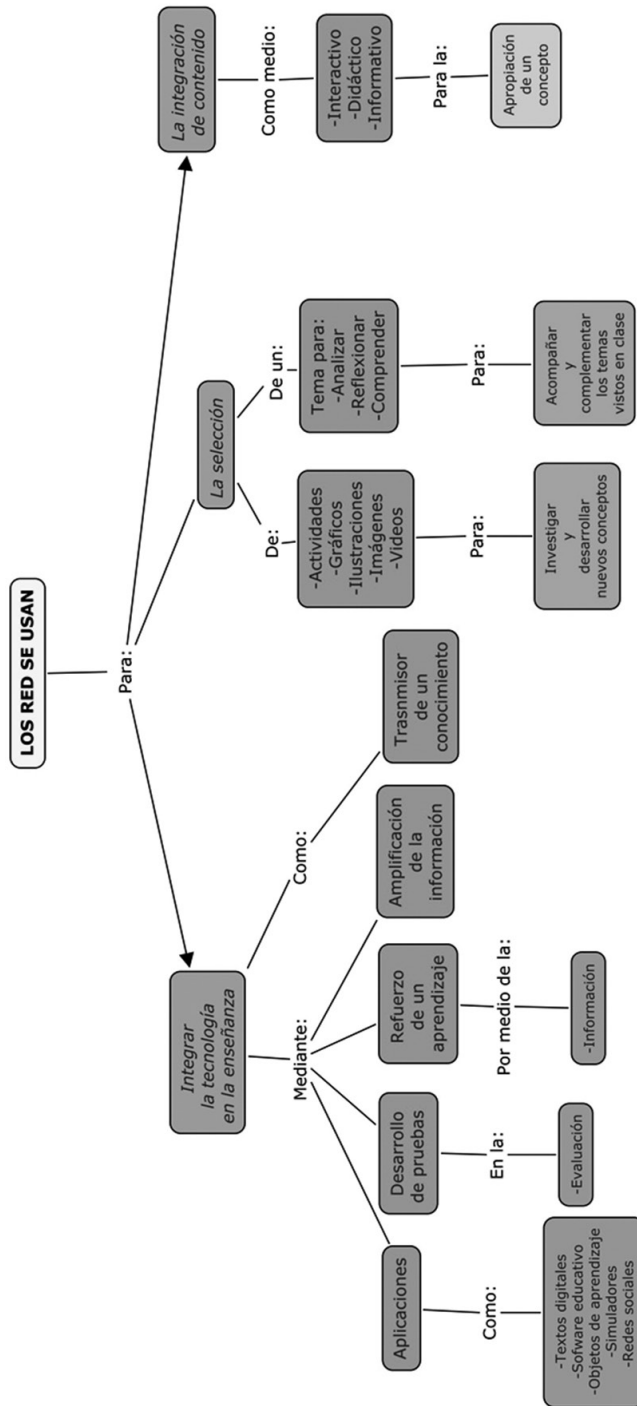 LOS RED SE USAN
Para:
Integrar
la tecnología
en la enseñanza
Mediante:
Aplicaciones
Como:
-Textos digitales
-Sofware educativo
-Objetos de aprendizaje
-Simuladores
-Redes sociales
Desarrollo
de pruebas
En la:
-Evaluación
Refuerzo
de un
aprendizaje
Por medio de la:
-Información
Amplificación
de la
información
Como:
Trasnmisor
de un
conocimiento
La selección
De:
-Actividades
-Gráficos
-Ilustraciones
-Imágenes
-Videos
Para:
Investigar
y
desarrollar
nuevos conceptos
De un:
Tema para:
-Analizar
-Reflexionar
-Comprender
Para:
Acompañar
y
complementar
los temas
vistos en clase
La integración
de contenido
Como medio:
-Interactivo
-Didáctico
-Informativo
Para la:
Apropiación
de un
concepto